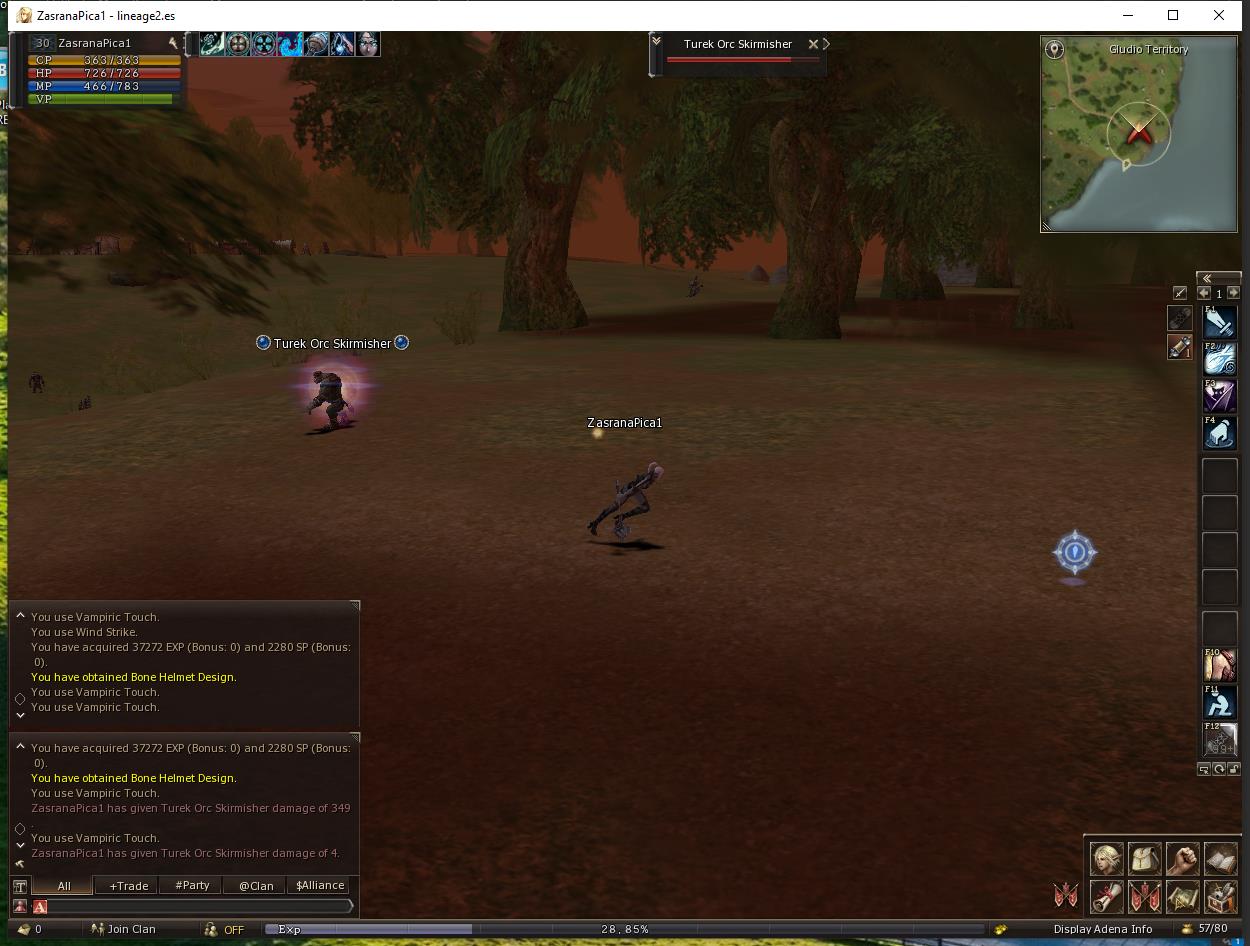 ZasranaPica1 - lineage2.es
30 ZasranaPica1
CP 363/363
HP 726/726
MP 466/783
VP
Turek Orc Skirmisher
Gludio Territory
Turek Orc Skirmisher
ZasranaPica1
1
1
F1
F2
F3
F4
F10
F11
F12
99+
You use Vampiric Touch.
You use Wind Strike.
You have acquired 37272 EXP (Bonus: 0) and 2280 SP (Bonus:
0).
You have obtained Bone Helmet Design.
You use Vampiric Touch.
You use Vampiric Touch.
You have acquired 37272 EXP (Bonus: 0) and 2280 SP (Bonus:
0).
You have obtained Bone Helmet Design.
You use Vampiric Touch.
ZasranaPica1 has given Turek Orc Skirmisher damage of 349
.
You use Vampiric Touch.
ZasranaPica1 has given Turek Orc Skirmisher damage of 4.
All +Trade #Party @Clan $Alliance
A
0 Join Clan OFF Exp 28,85% Display Adena Info 57/80